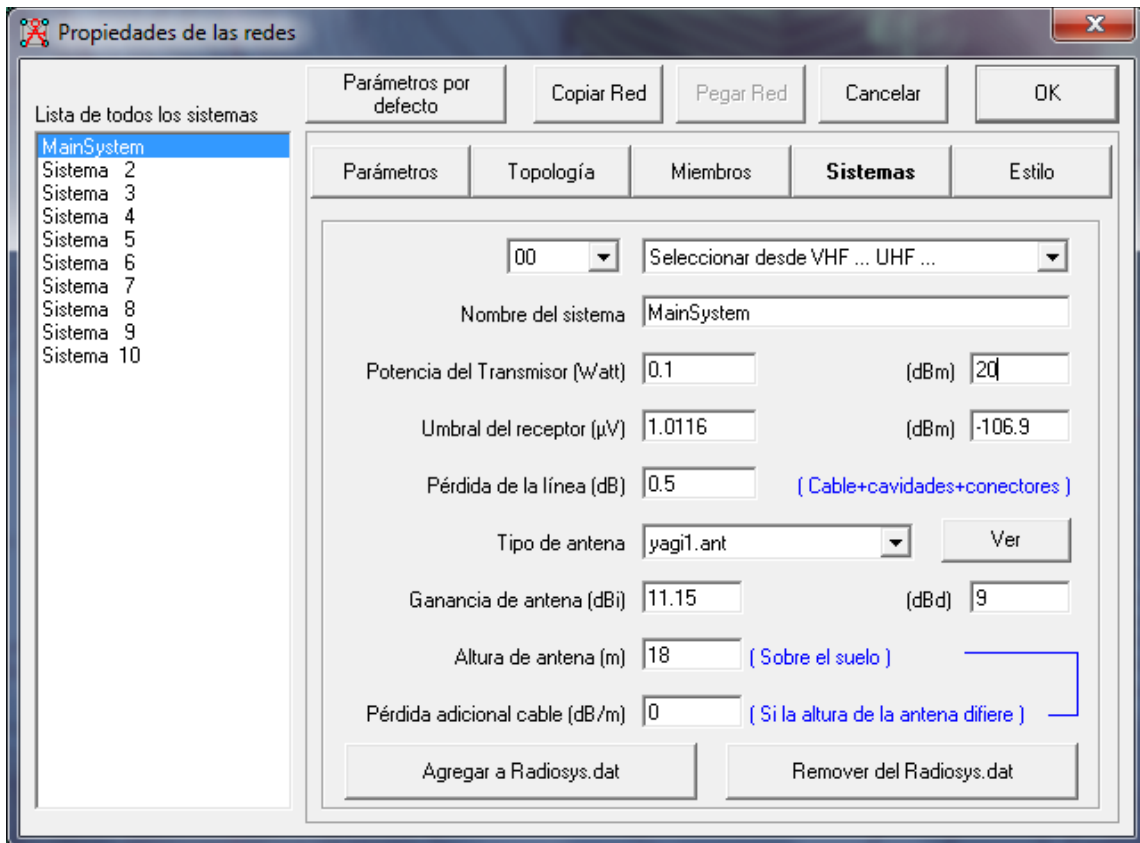 Propiedades de las redes
Parámetros por defecto
Copiar Red
Pegar Red
Cancelar
OK
Lista de todos los sistemas
MainSystem
Sistema 2
Sistema 3
Sistema 4
Sistema 5
Sistema 6
Sistema 7
Sistema 8
Sistema 9
Sistema 10
Parámetros
Topología
Miembros
Sistemas
Estilo
00
Seleccionar desde VHF ... UHF ...
Nombre del sistema MainSystem
Potencia del Transmisor (Watt) 0.1 (dBm) 20
Umbral del receptor (µV) 1.0116 (dBm) -106.9
Pérdida de la línea (dB) 0.5 ( Cable+cavidades+conectores )
Tipo de antena yagi1.ant Ver
Ganancia de antena (dBi) 11.15 (dBd) 9
Altura de antena (m) 18 ( Sobre el suelo )
Pérdida adicional cable (dB/m) 0 ( Si la altura de la antena difiere )
Agregar a Radiosys.dat
Remover del Radiosys.dat